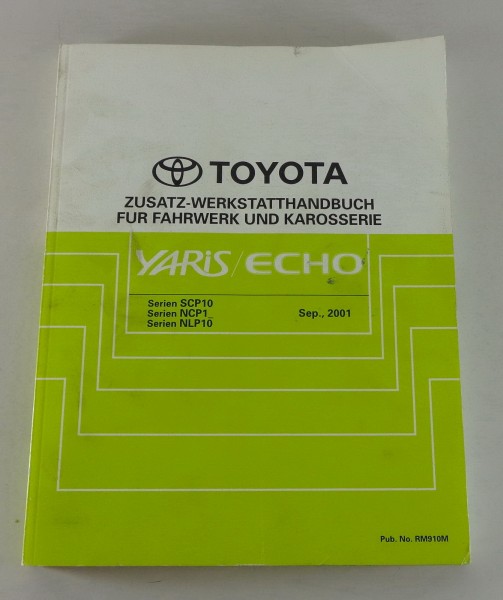 TOYOTA
ZUSATZ-WERKSTATTHANDBUCH
FÜR FAHRWERK UND KAROSSERIE
YARiS/ECHO
Serien SCP10
Serien NCP1_ Sep., 2001
Serien NLP10
Pub. No. RM910M